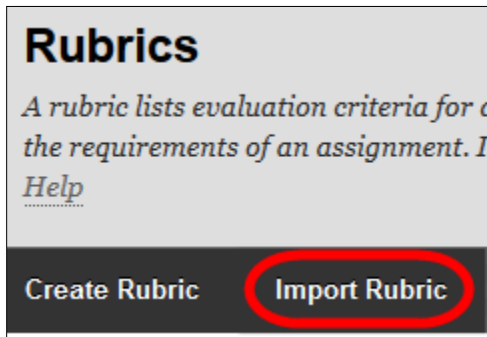 Rubrics
A rubric lists evaluation criteria for
the requirements of an assignment.
Help
Create Rubric Import Rubric